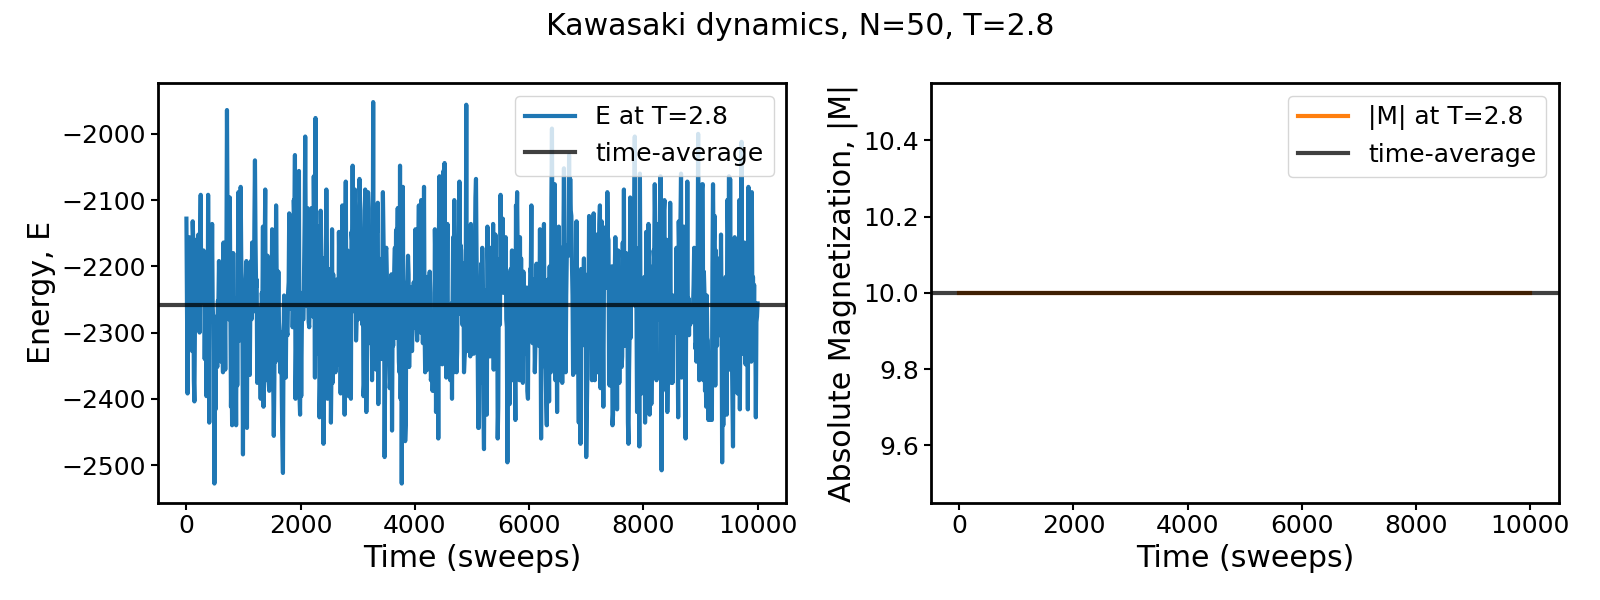 Kawasaki dynamics, N=50, T=2.8
E at T=2.8
time-average
−2000
−2100
−2200
−2300
−2400
−2500
Energy, E
0
2000
4000
6000
8000
10000
Time (sweeps)
|M| at T=2.8
time-average
10.4
10.2
10.0
9.8
9.6
Absolute Magnetization, |M|
0
2000
4000
6000
8000
10000
Time (sweeps)